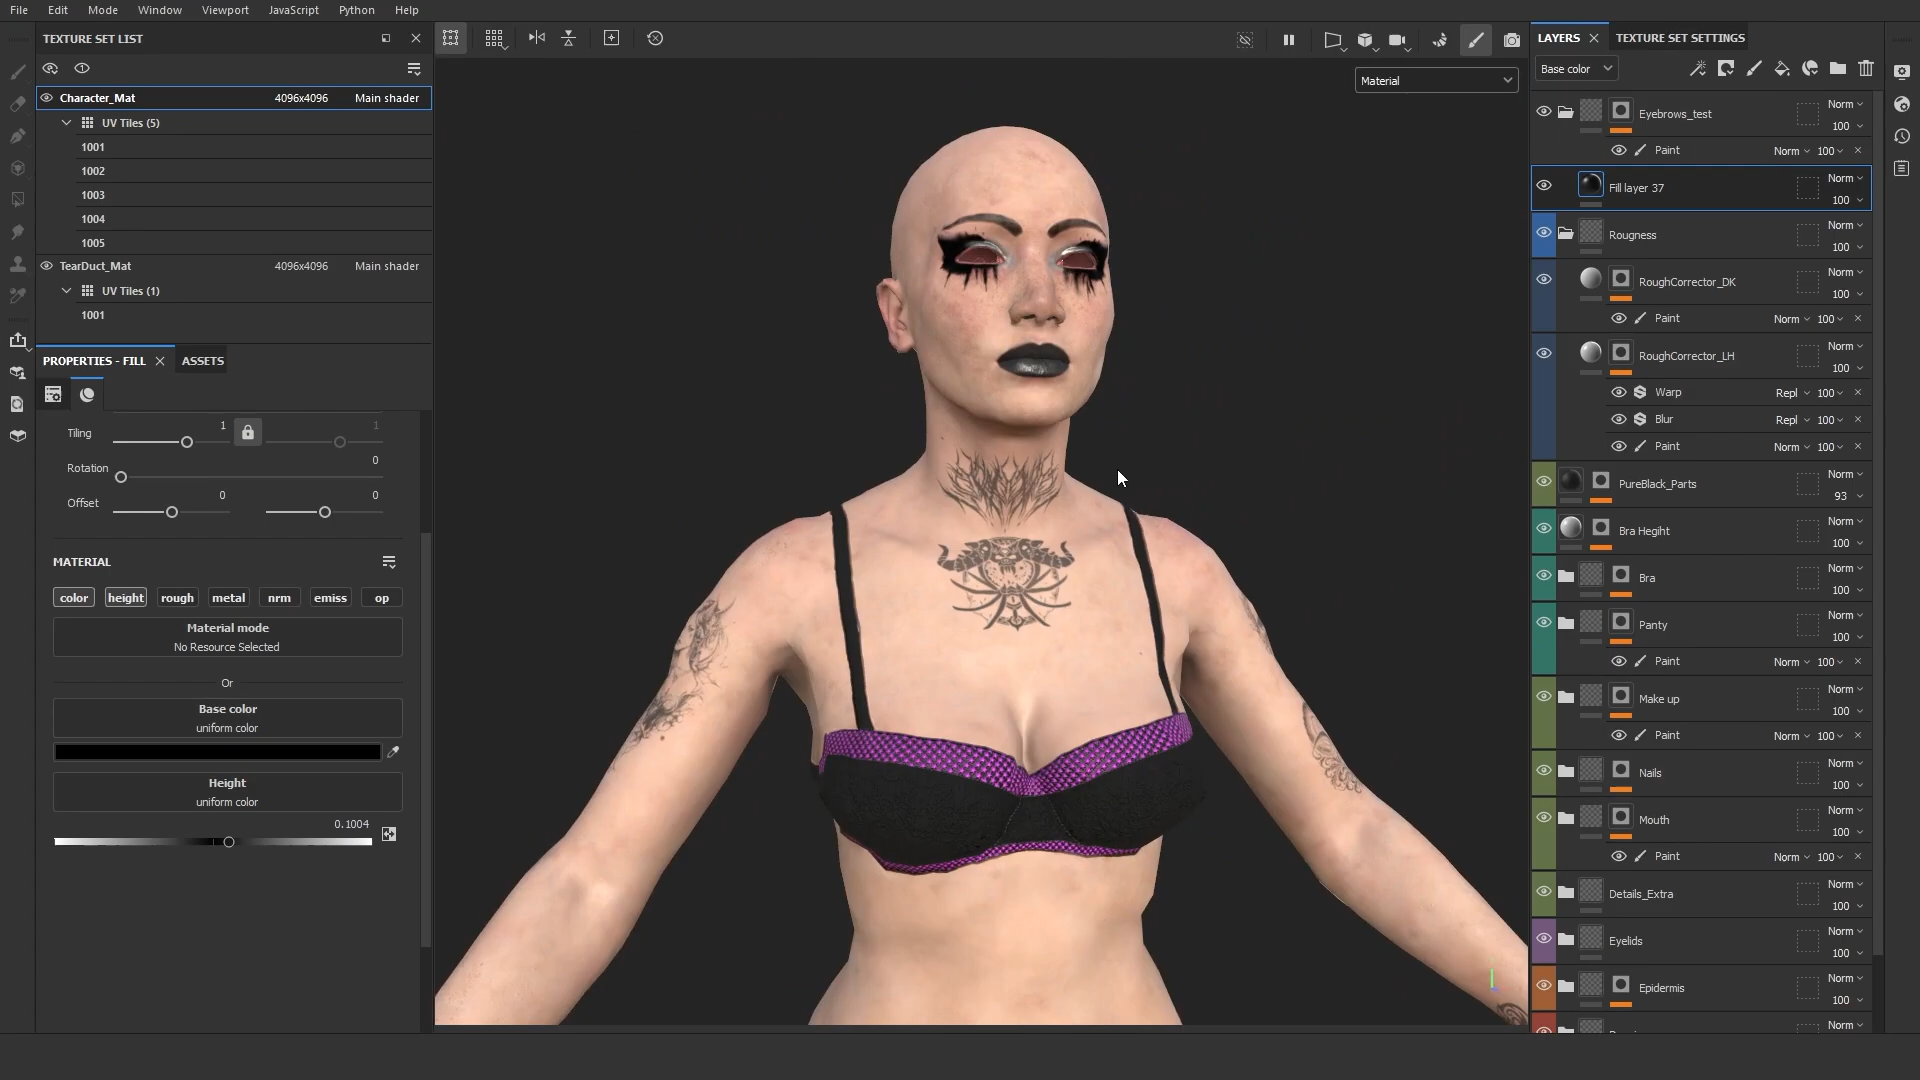 File Edit Mode Window Viewport JavaScript Python Help
TEXTURE SET LIST
Character_Mat 4096x4096 Main shader
UV Tiles (5)
1001
1002
1003
1004
1005
TearDuct_Mat 4096x4096 Main shader
UV Tiles (1)
1001
PROPERTIES - FILL ASSETS
Tiling 1 1
Rotation 0
Offset 0 0
MATERIAL
color height rough metal nrm emiss op
Material mode
No Resource Selected
Or
Base color
uniform color
Height
uniform color
0.1004
Material
LAYERS TEXTURE SET SETTINGS
Base color
Eyebrows_test Norm 100
Paint Norm 100
Fill layer 37 Norm 100
Rougness Norm 100
RoughCorrector_DK Norm 100
Paint Norm 100
RoughCorrector_LH Norm 100
Warp Repl 100
Blur Repl 100
Paint Norm 100
PureBlack_Parts Norm 93
Bra Heght Norm 100
Bra Norm 100
Panty Norm 100
Paint Norm 100
Make up Norm 100
Paint Norm 100
Nails Norm 100
Mouth Norm 100
Paint Norm 100
Details_Extra Norm 100
Eyelids Norm 100
Epidermis Norm 100
Norm